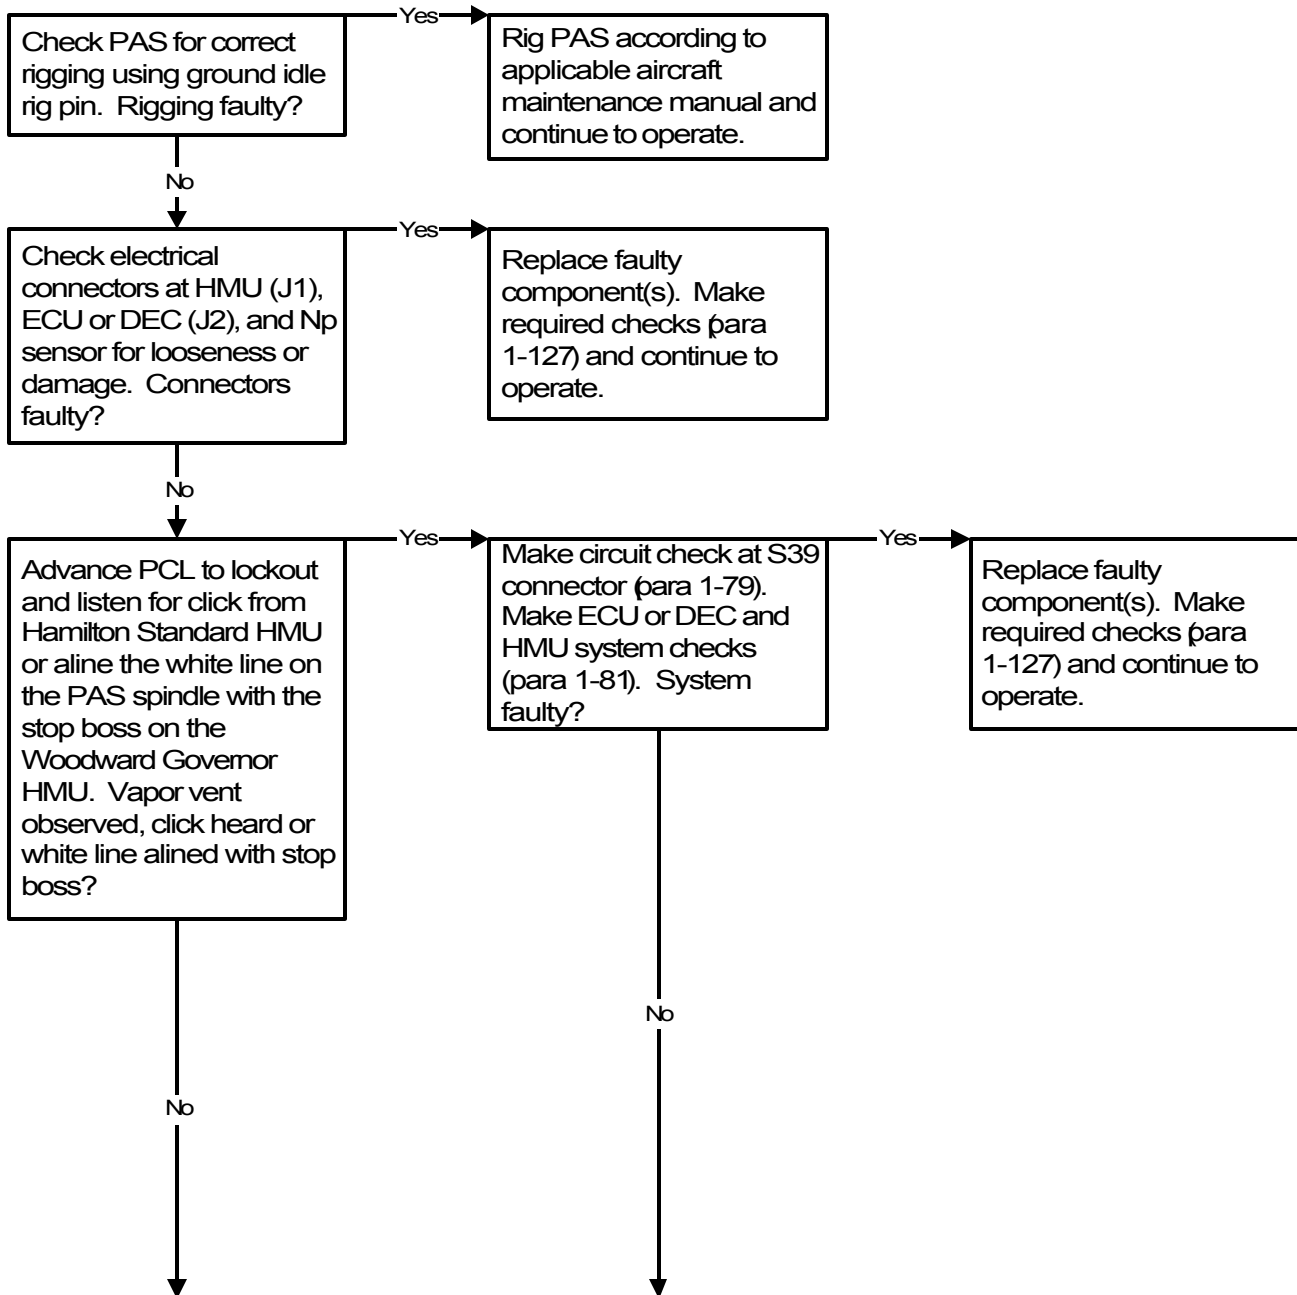 Yes
Check PAS for correct
rigging using ground idle
rig pin.  Rigging faulty?
Rig PAS according to
applicable aircraft
maintenance manual and
continue to operate.
No
Yes
Check electrical
connectors at HMU (J1),
ECU or DEC (J2), and Np
sensor for looseness or
damage.  Connectors
faulty?
Replace faulty
component(s).  Make
required checks (para
1-127) and continue to
operate.
No
Yes
Yes
Advance PCL to lockout
and listen for click from
Hamilton Standard HMU
or aline the white line on
the PAS spindle with the
stop boss on the
Woodward Governor
HMU.  Vapor vent
observed, click heard or
white line alined with stop
boss?
Make circuit check at S39
connector (para 1-79).
Make ECU or DEC and
HMU system checks
(para 1-81).  System
faulty?
Replace faulty
component(s).  Make
required checks (para
1-127) and continue to
operate.
No
No